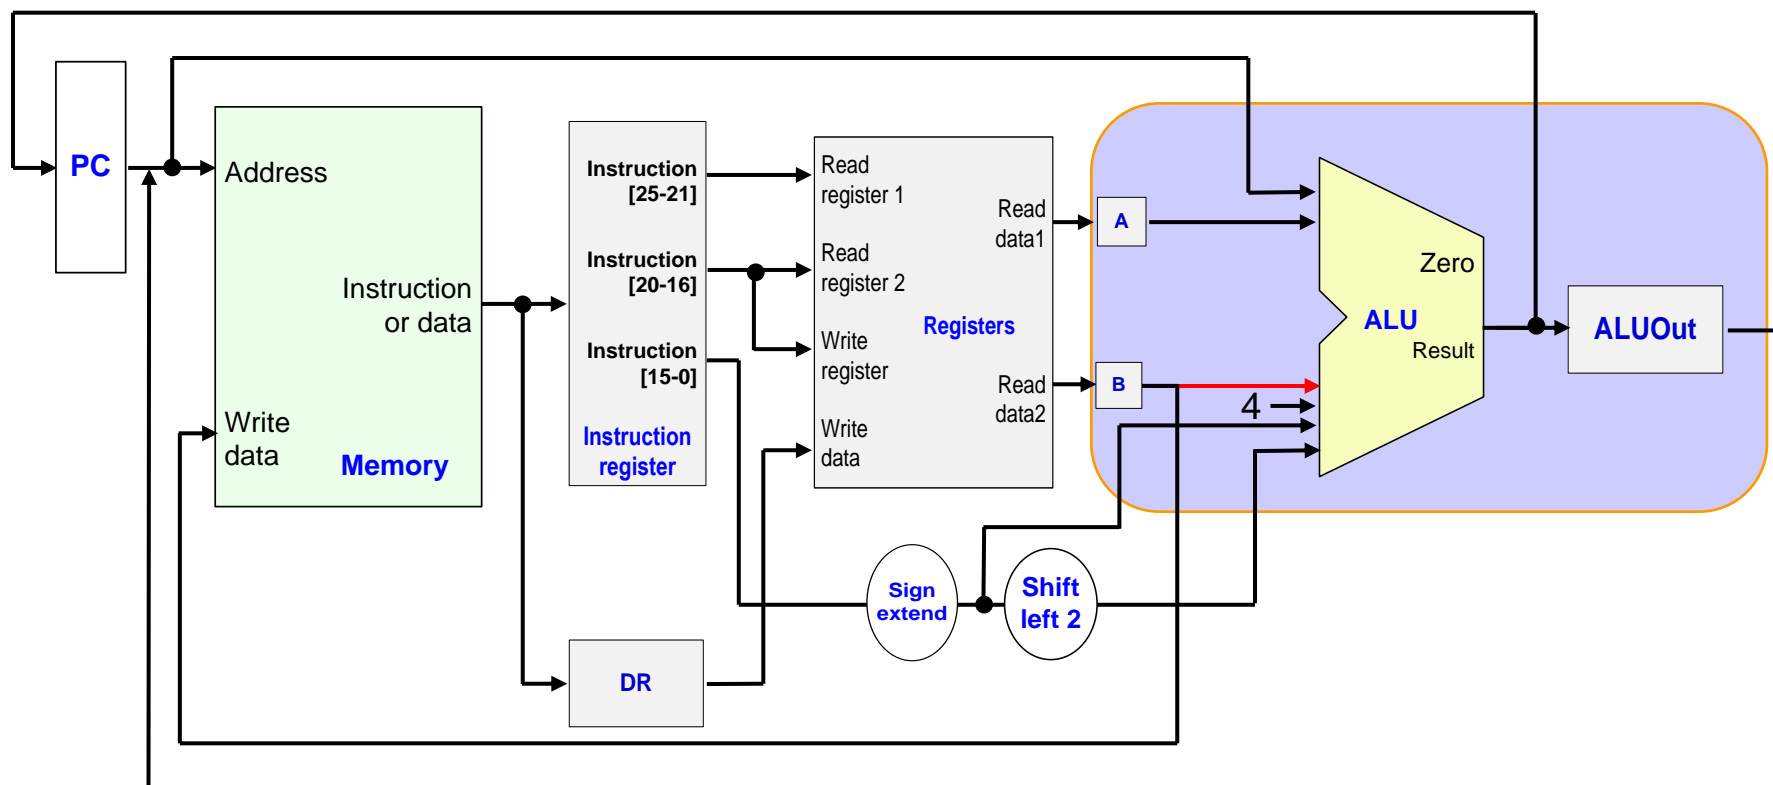 PC
Address
Instruction
or data
Write
data
Memory
Instruction
[25-21]
Instruction
[20-16]
Instruction
[15-0]
Instruction
register
Read
register 1
Read
register 2
Write
register
Write
data
Registers
Read
data1
Read
data2
A
B
4
Zero
ALU
Result
ALUOut
Sign
extend
Shift
left 2
DR